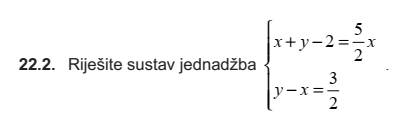 22.2. Riješite sustav jednadžba { x + y − 2 = 5/2 x
y − x = 3/2 .